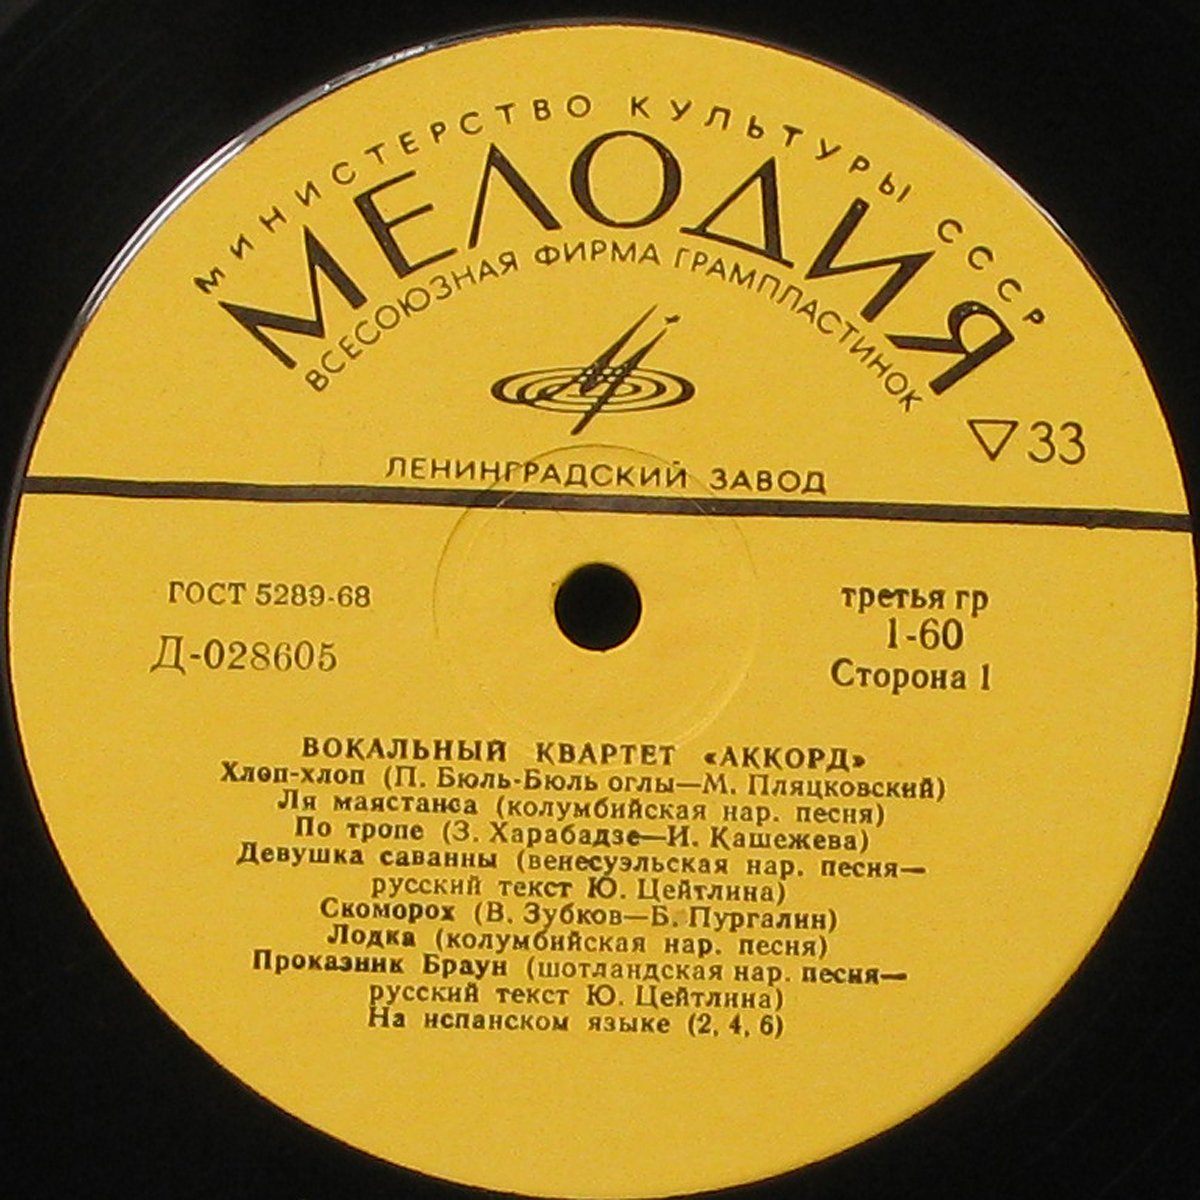 МИНИСТЕРСТВО КУЛЬТУРЫ СССР
МЕЛОДИЯ
ВСЕСОЮЗНАЯ ФИРМА ГРАМПЛАСТИНОК
▽33
ЛЕНИНГРАДСКИЙ ЗАВОД
ГОСТ 5289-68
Д-028605
третья гр
1-60
Сторона 1
ВОКАЛЬНЫЙ КВАРТЕТ «АККОРД»
Хлоп-хлоп (П. Бюль-Бюль оглы—М. Пляцковский)
Ля маястанса (колумбийская нар. песня)
По тропе (З. Харабадзе—И. Кашежева)
Девушка саванны (венесуэльская нар. песня—
русский текст Ю. Цейтлина)
Скоморох (В. Зубков—Б. Пургалин)
Лодка (колумбийская нар. песня)
Проказник Браун (шотландская нар. песня—
русский текст Ю. Цейтлина)
На испанском языке (2, 4, 6)